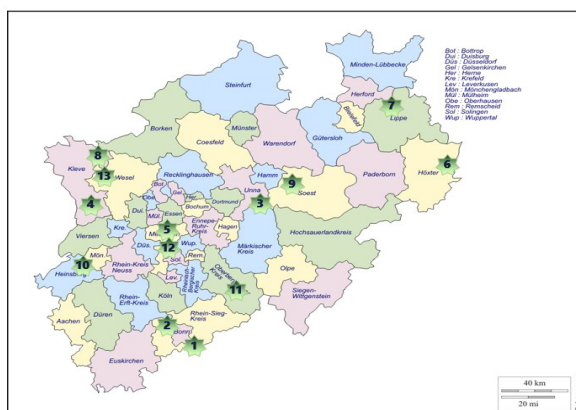 Minden-Lübbecke
Bot : Bottrop
Dui : Duisburg
Düs : Düsseldorf
Gel : Gelsenkirchen
Her : Herne
Kre : Krefeld
Lev : Leverkusen
Mön : Mönchengladbach
Mül : Mülheim
Obe : Oberhausen
Rem : Remscheid
Sol : Solingen
Wup : Wuppertal
Steinfurt
Herford
7
Lippe
Bielefeld
Borken
Münster
Coesfeld
Warendorf
Gütersloh
8
Kleve
13
Wesel
Recklinghausen
Hamm
9
Soest
Paderborn
6
Höxter
4
Bot.
Obe.
Gel.
Her.
Unna
3
Dui.
Mül.
Essen
Bochum
Dortmund
Viersen
Kre.
5
Ennepe-
Ruhr-
Kreis
Hagen
Märkischer
Kreis
Hochsauerlandkreis
10
Heinsberg
Mön.
Düs.
12
Wup.
Rhein-Kreis
Neuss
Sol.
Rem.
Lev.
Rheinisch-
Bergischer
Kreis
Oberberg.
Kreis
11
Olpe
Siegen-
Wittgenstein
Rhein-
Erft-Kreis
Köln
Aachen
Düren
2
Bonn
Rhein-Sieg-
Kreis
1
Euskirchen
40 km
20 mi